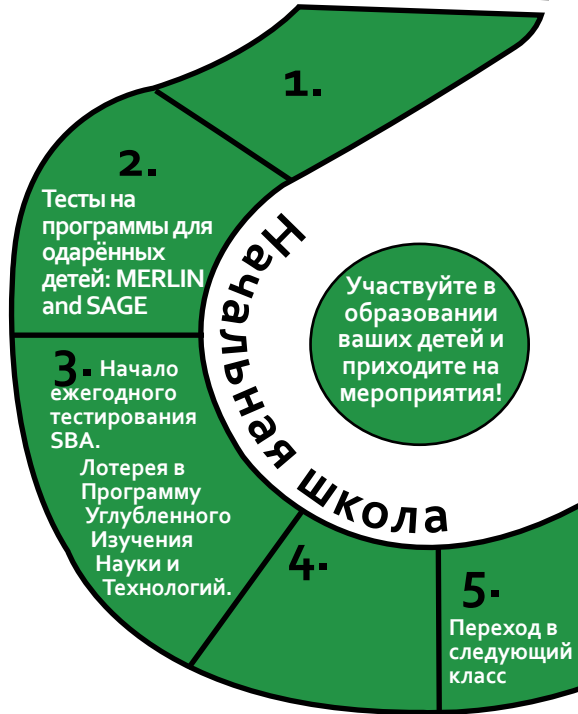 1.
2.
Тесты на
программы для
одарённых
детей: MERLIN
and SAGE
3. Начало
ежегодного
тестирования
SBA.
Лотерея в
Программу
Углубленного
Изучения
Науки и
Технологий.
4.
5.
Переход в
следующий
класс
Начальная школа
Участвуйте в
образовании
ваших детей и
приходите на
мероприятия!